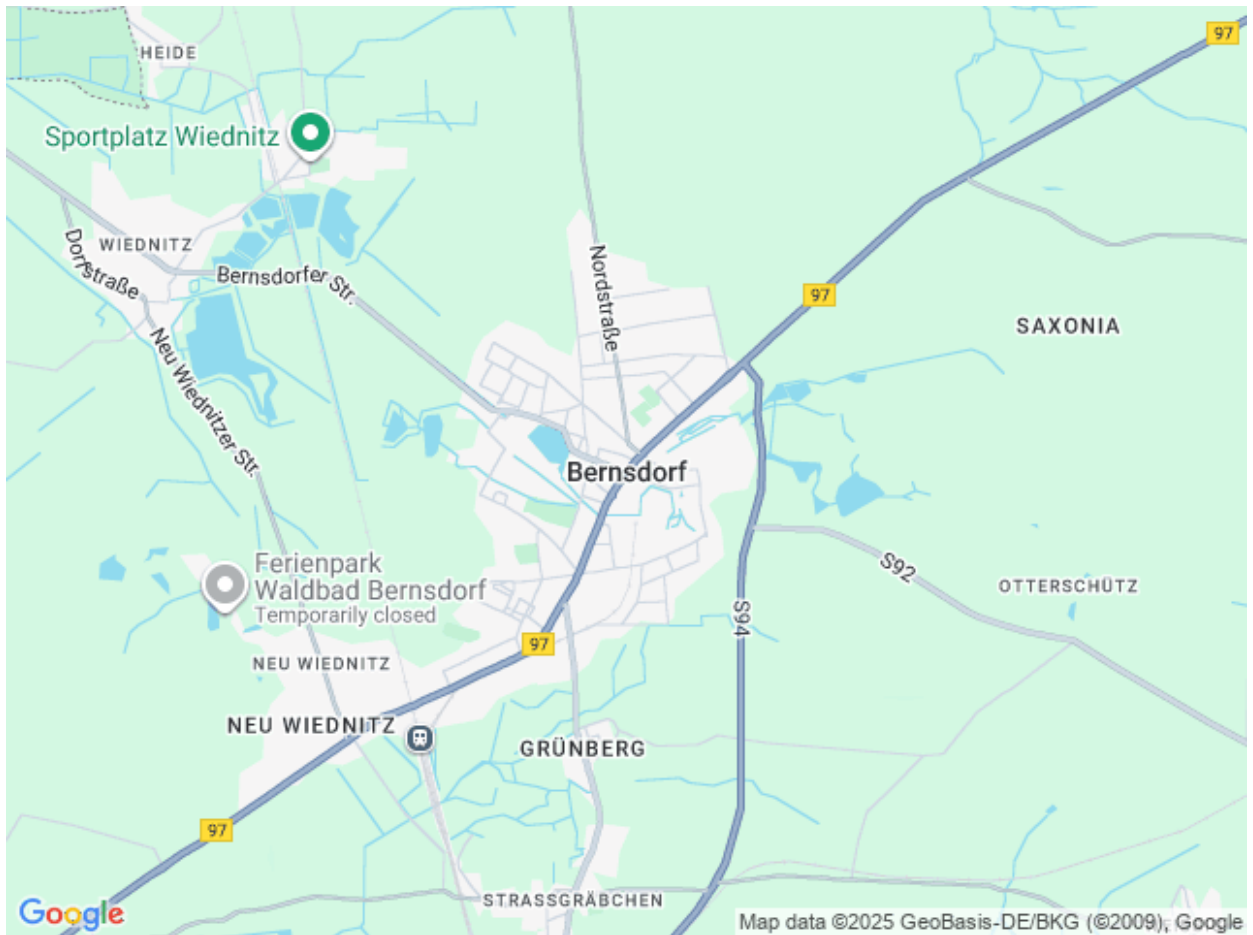 97
HEIDE
Sportplatz Wiednitz
WIEDNITZ
Dorfstraße
Bernsdorfer Str.
Nordstraße
97
SAXONIA
Neu Wiednitzer Str.
Bernsdorf
S92
OTTERSCHÜTZ
Ferienpark
Waldbad Bernsdorf
Temporarily closed
S94
97
NEU WIEDNITZ
NEU WIEDNITZ
GRÜNBERG
97
STRASSGRÄBCHEN
Google
Map data ©2025 GeoBasis-DE/BKG (©2009), Google